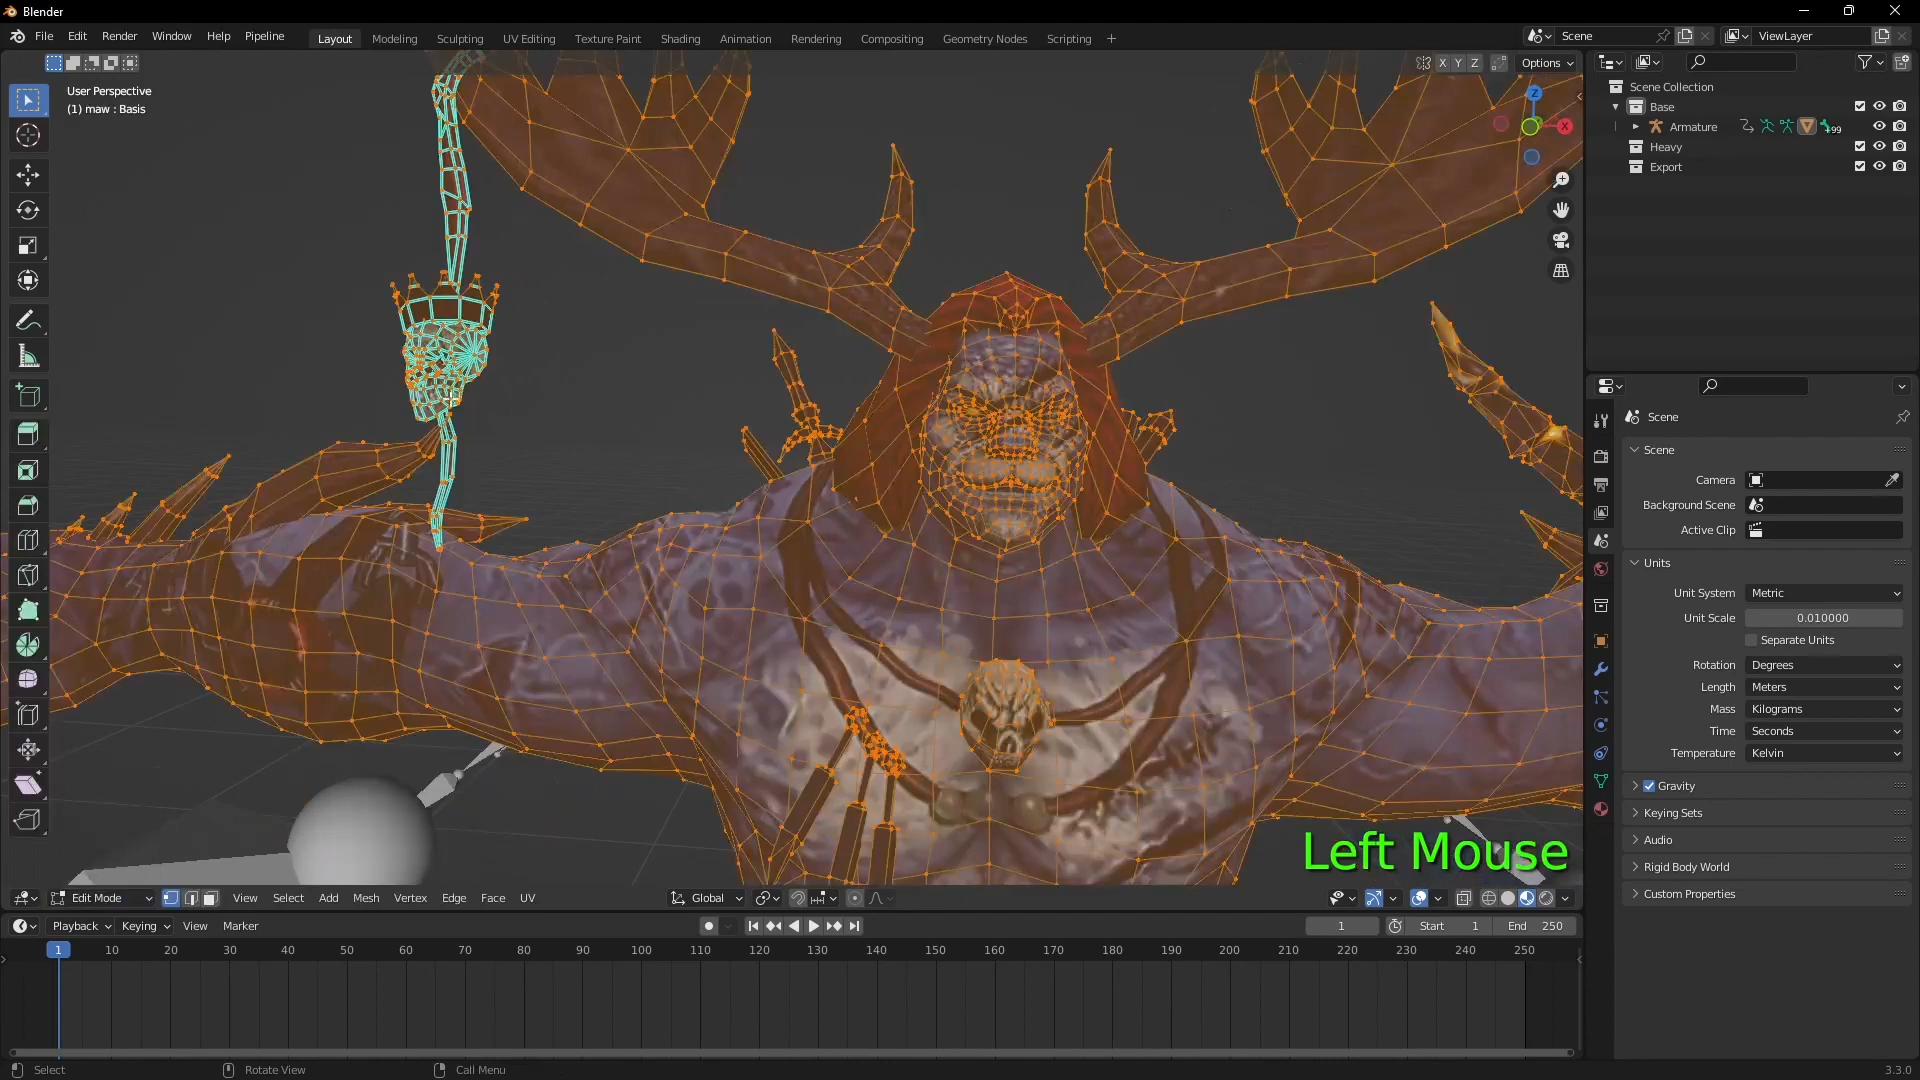 Blender
File Edit Render Window Help Pipeline
Layout Modeling Sculpting UV Editing Texture Paint Shading Animation Rendering Compositing Geometry Nodes Scripting +
Scene
ViewLayer
X Y Z
Options
User Perspective
(1) maw : Basis
Z
X
Scene Collection
Base
Armature
99
Heavy
Export
Scene
Scene
Camera
Background Scene
Active Clip
Units
Unit System Metric
Unit Scale 0.010000
Separate Units
Rotation Degrees
Length Meters
Mass Kilograms
Time Seconds
Temperature Kelvin
Gravity
Keying Sets
Audio
Rigid Body World
Custom Properties
Left Mouse
Edit Mode View Select Add Mesh Vertex Edge Face UV
Global
Playback Keying View Marker
1 Start 1 End 250
1 10 20 30 40 50 60 70 80 90 100 110 120 130 140 150 160 170 180 190 200 210 220 230 240 250
Select Rotate View Call Menu
3.3.0